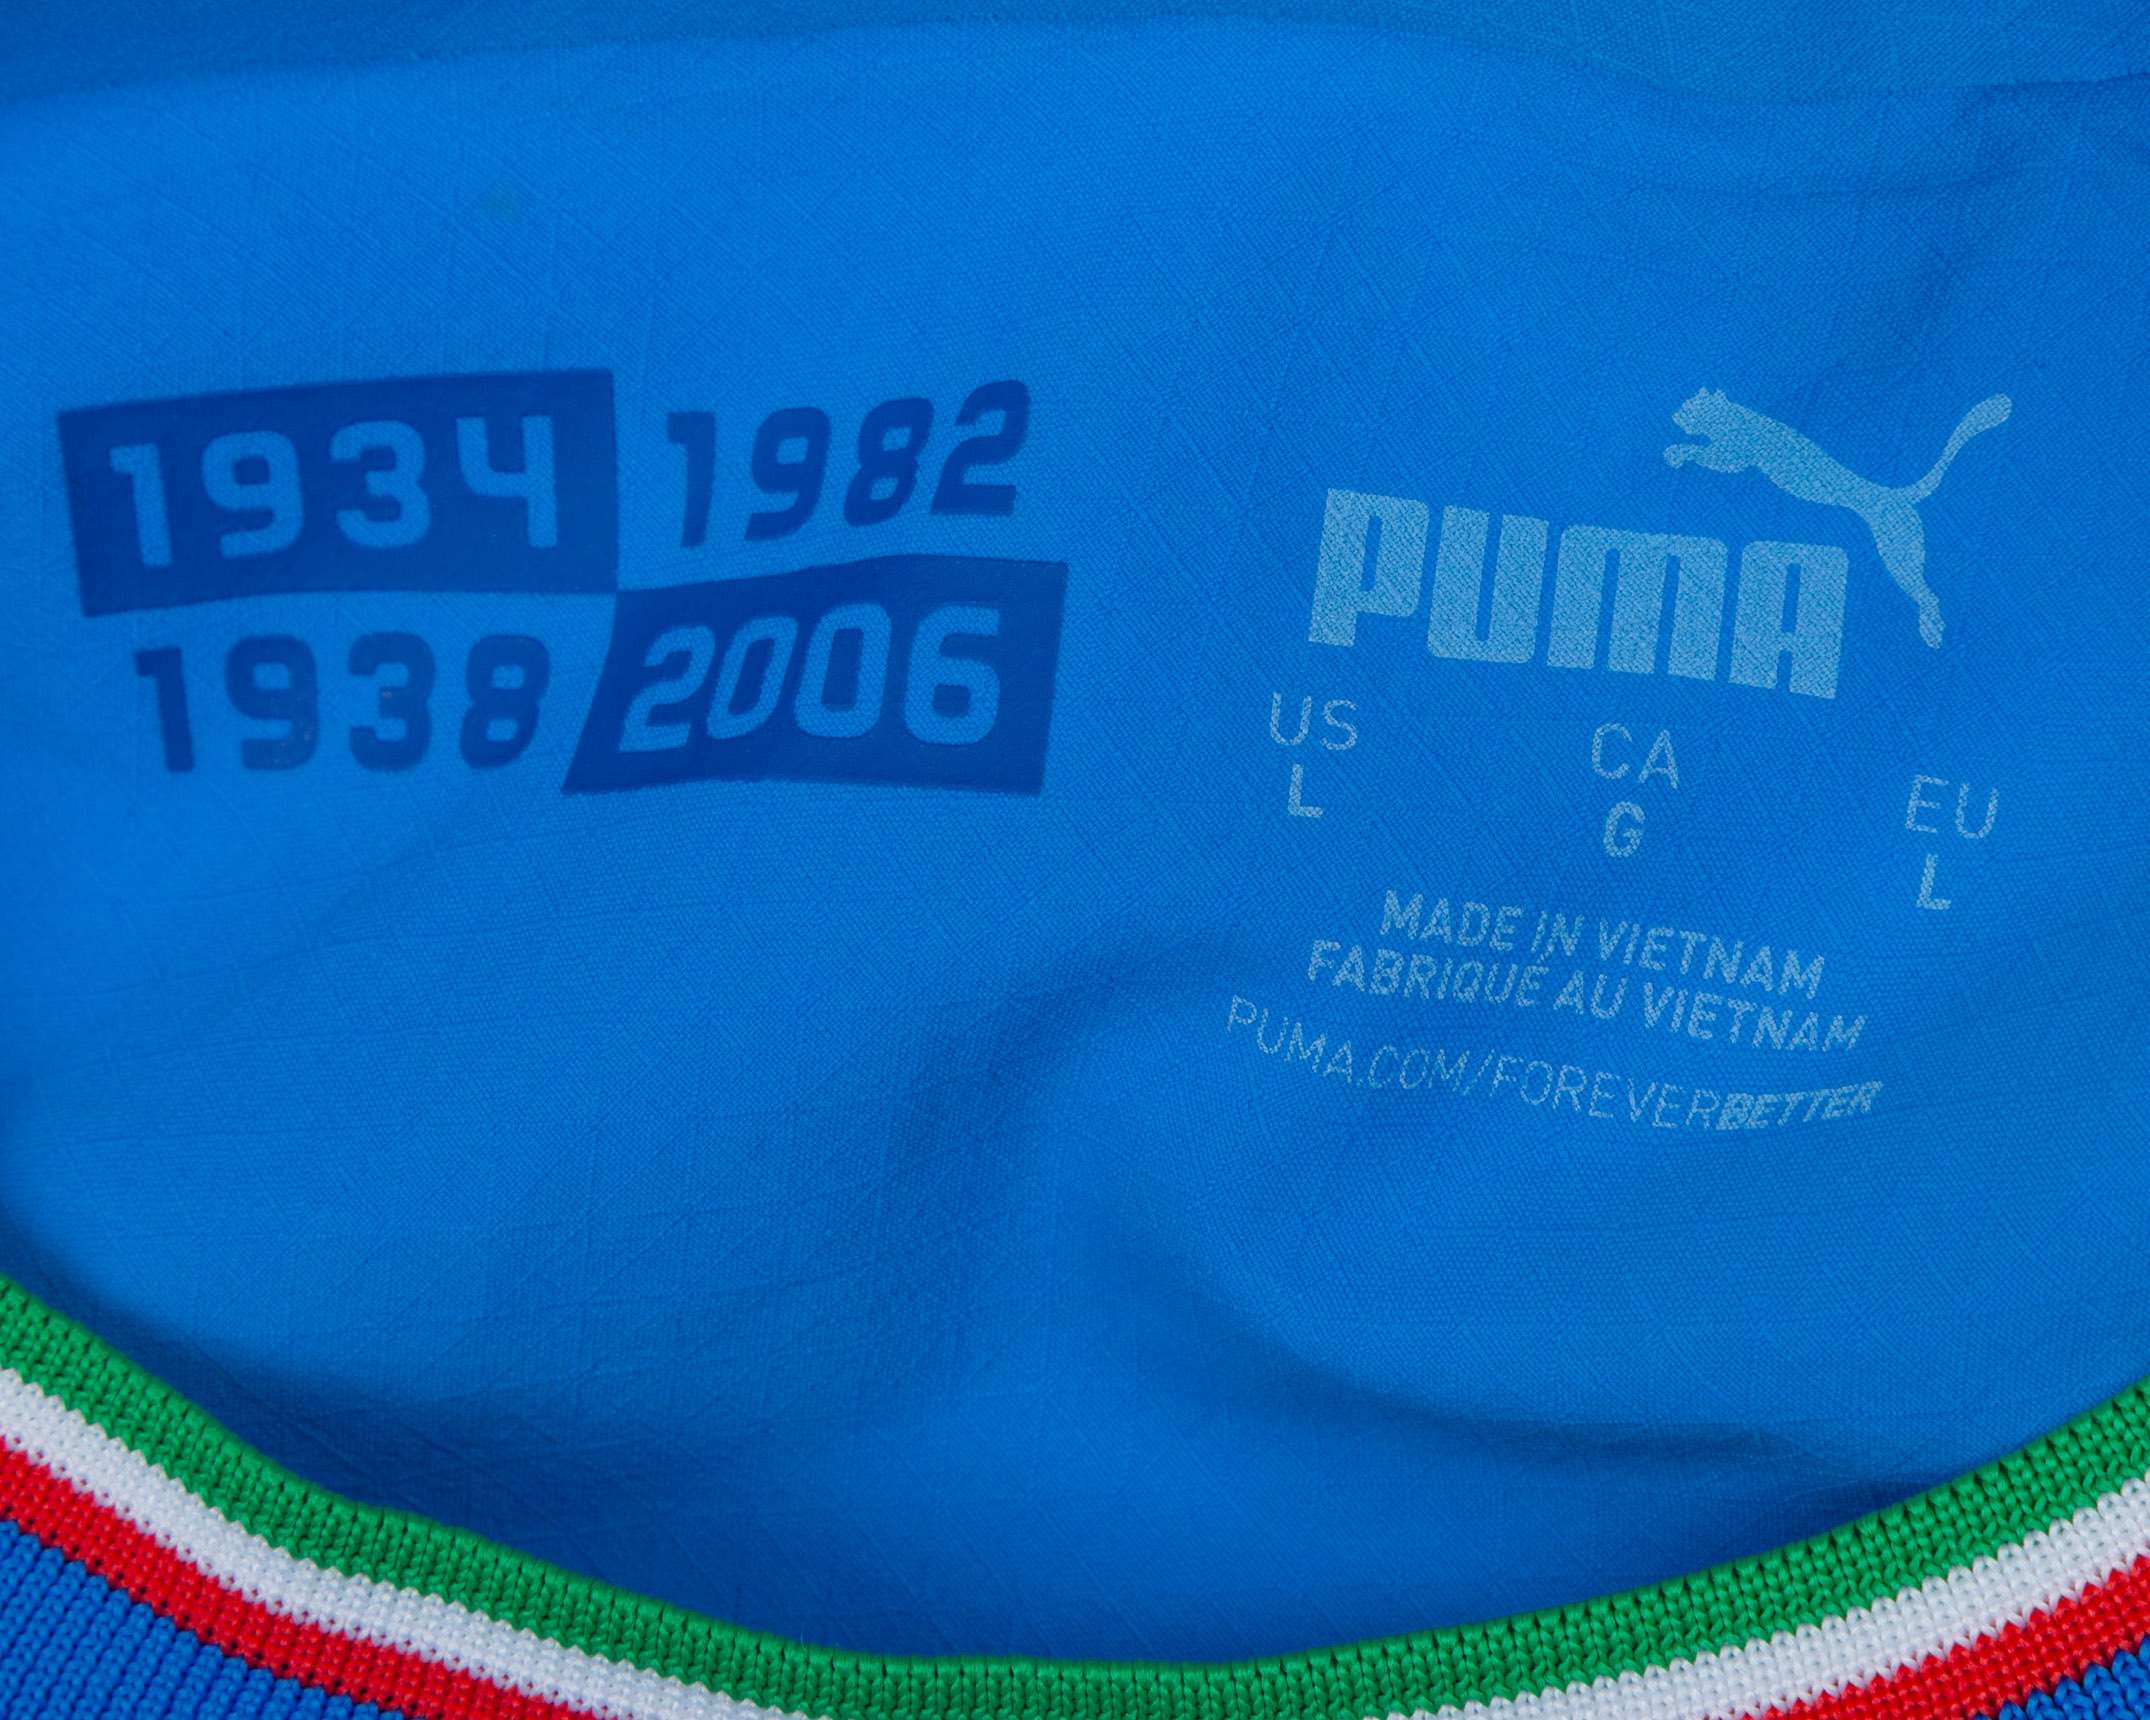 1934 1982
1938 2006
PUMA
US CA EU
L G L
MADE IN VIETNAM
FABRIQUÉ AU VIETNAM
PUMA.COM/FOREVERBETTER